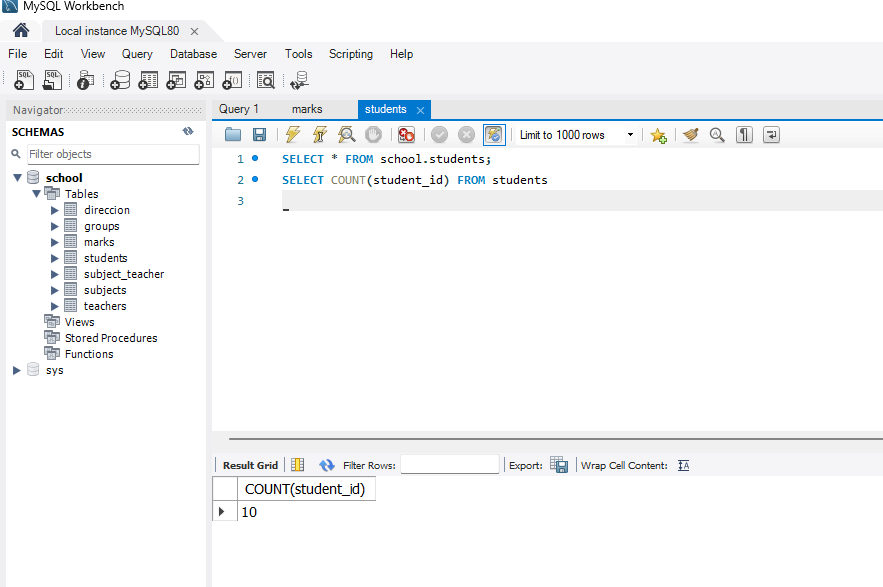 MySQL Workbench
Local instance MySQL80
File Edit View Query Database Server Tools Scripting Help
Navigator
SCHEMAS
Filter objects
school
Tables
direccion
groups
marks
students
subject_teacher
subjects
teachers
Views
Stored Procedures
Functions
sys
Query 1 marks students
Limit to 1000 rows
1 SELECT * FROM school.students;
2 SELECT COUNT(student_id) FROM students
3
Result Grid Filter Rows: Export: Wrap Cell Content:
COUNT(student_id)
10